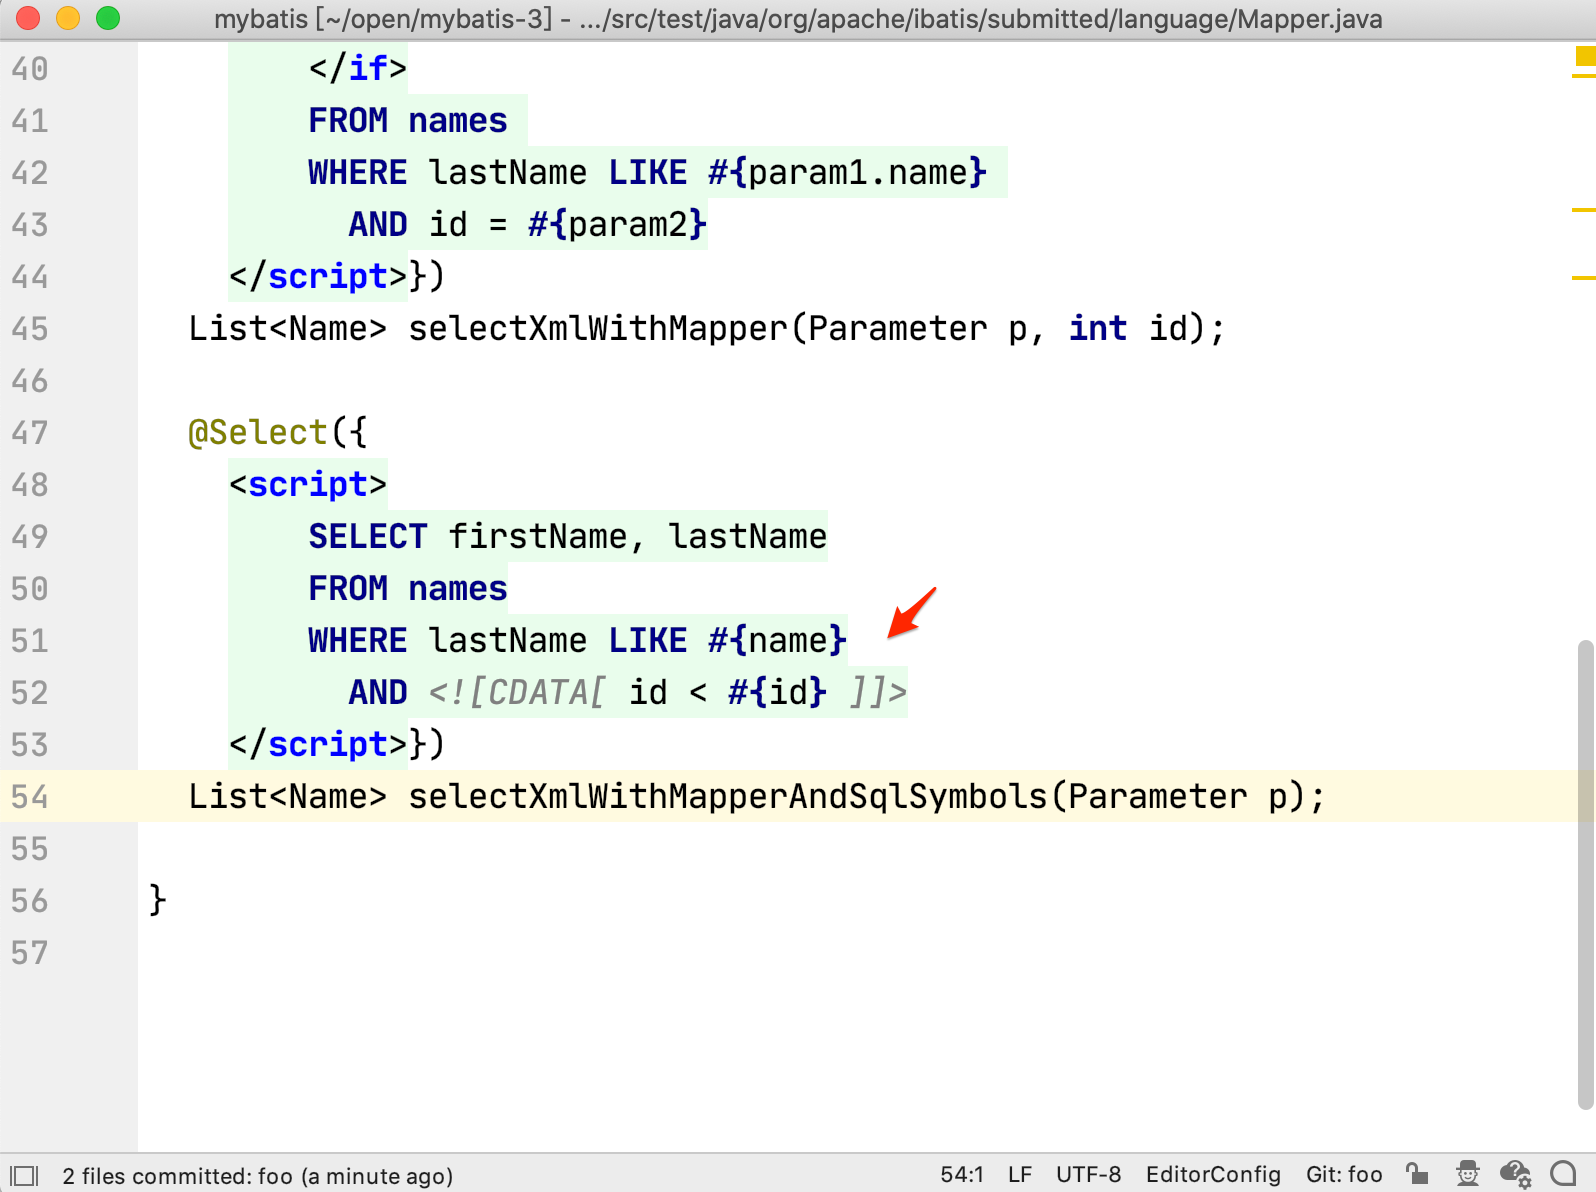 mybatis [~/open/mybatis-3] - .../src/test/java/org/apache/ibatis/submitted/language/Mapper.java
40 </if>
41 FROM names
42 WHERE lastName LIKE #{param1.name}
43 AND id = #{param2}
44 </script>})
45 List<Name> selectXmlWithMapper(Parameter p, int id);
46
47 @Select({
48 <script>
49 SELECT firstName, lastName
50 FROM names
51 WHERE lastName LIKE #{name}
52 AND <![CDATA[ id < #{id} ]]>
53 </script>})
54 List<Name> selectXmlWithMapperAndSqlSymbols(Parameter p);
55
56 }
57
2 files committed: foo (a minute ago) 54:1 LF UTF-8 EditorConfig Git: foo